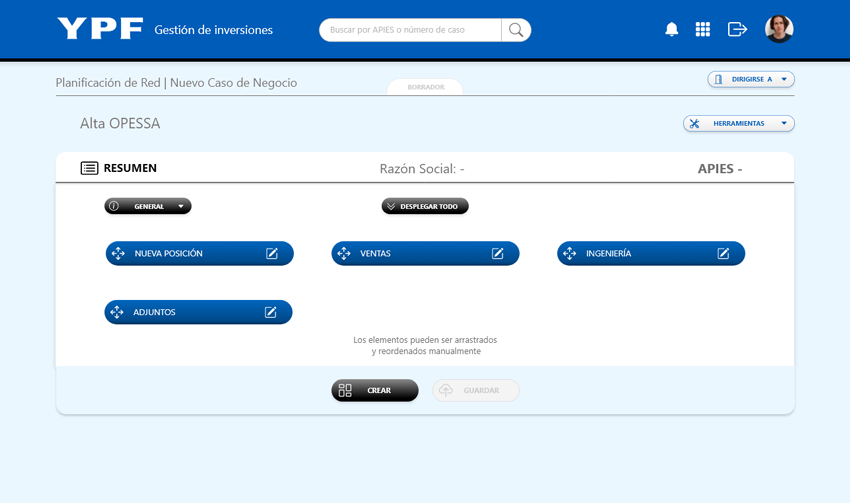 YPF Gestión de inversiones
Buscar por APIES o número de caso
Planificación de Red | Nuevo Caso de Negocio
BORRADOR
DIRIGIRSE A
Alta OPESSA
HERRAMIENTAS
RESUMEN
Razón Social: -
APIES -
GENERAL
DESPLEGAR TODO
NUEVA POSICIÓN
VENTAS
INGENIERÍA
ADJUNTOS
Los elementos pueden ser arrastrados
y reordenados manualmente
CREAR
GUARDAR